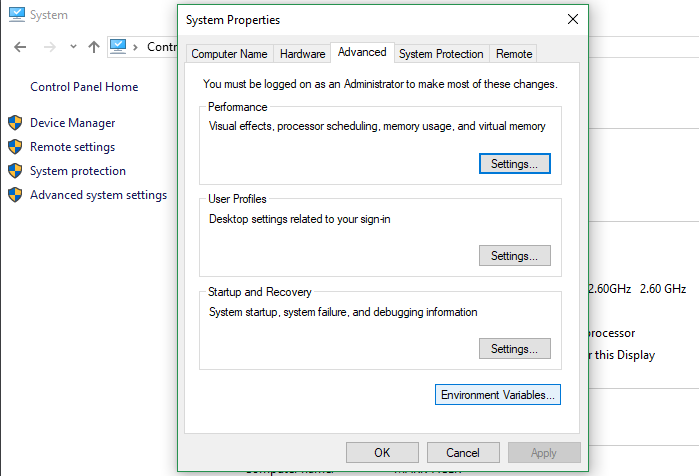 System
Contr
Control Panel Home
Device Manager
Remote settings
System protection
Advanced system settings
System Properties
Computer Name
Hardware
Advanced
System Protection
Remote
You must be logged on as an Administrator to make most of these changes.
Performance
Visual effects, processor scheduling, memory usage, and virtual memory
Settings...
User Profiles
Desktop settings related to your sign-in
Settings...
Startup and Recovery
System startup, system failure, and debugging information
Settings...
Environment Variables...
OK
Cancel
Apply
2.60GHz 2.60 GHz
processor
r this Display